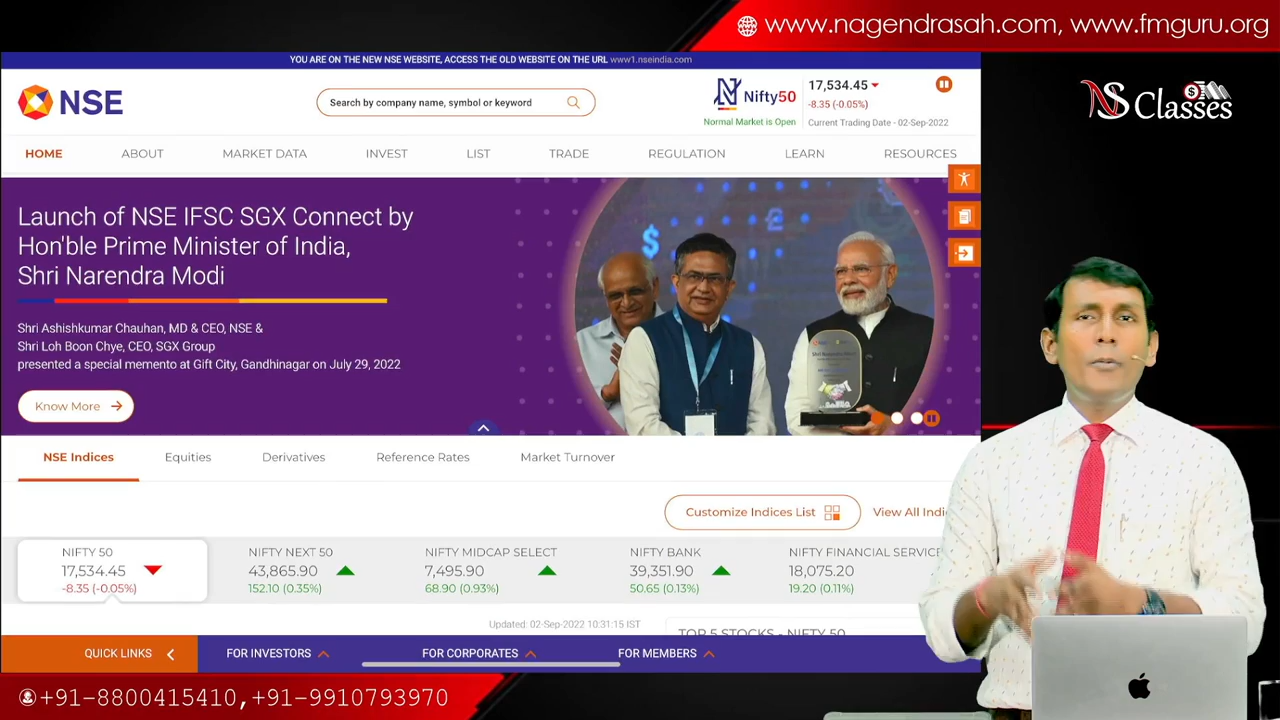 www.nagendrasah.com, www.fmguru.org
YOU ARE ON THE NEW NSE WEBSITE, ACCESS THE OLD WEBSITE ON THE URL www1.nseindia.com
NSE
Search by company name, symbol or keyword
Nifty50
Normal Market is Open
17,534.45
-8.35 (-0.05%)
Current Trading Date - 02-Sep-2022
NS Classes
HOME ABOUT MARKET DATA INVEST LIST TRADE REGULATION LEARN RESOURCES
Launch of NSE IFSC SGX Connect by
Hon'ble Prime Minister of India,
Shri Narendra Modi
Shri Ashishkumar Chauhan, MD & CEO, NSE &
Shri Loh Boon Chye, CEO, SGX Group
presented a special memento at Gift City, Gandhinagar on July 29, 2022
Know More
NSE Indices Equities Derivatives Reference Rates Market Turnover
Customize Indices List View All
NIFTY 50 NIFTY NEXT 50 NIFTY MIDCAP SELECT NIFTY BANK NIFTY FINANCIAL SERVICE
17,534.45 43,865.90 7,495.90 39,351.90 18,075.20
-8.35 (-0.05%) 152.10 (0.35%) 68.90 (0.93%) 50.65 (0.13%) 19.20 (0.11%)
Updated: 02-Sep-2022 10:31:15 IST
TOP 5 STOCKS - NIFTY 50
QUICK LINKS FOR INVESTORS FOR CORPORATES FOR MEMBERS
+91-8800415410,+91-9910793970